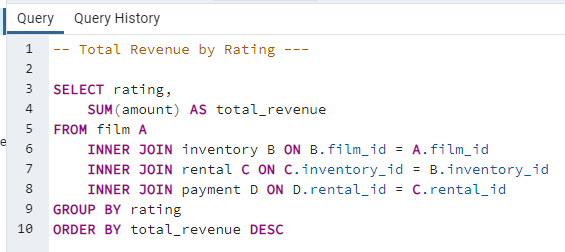 Query Query History
1 -- Total Revenue by Rating ---
2
3 SELECT rating,
4 SUM(amount) AS total_revenue
5 FROM film A
6 INNER JOIN inventory B ON B.film_id = A.film_id
7 INNER JOIN rental C ON C.inventory_id = B.inventory_id
8 INNER JOIN payment D ON D.rental_id = C.rental_id
9 GROUP BY rating
10 ORDER BY total_revenue DESC